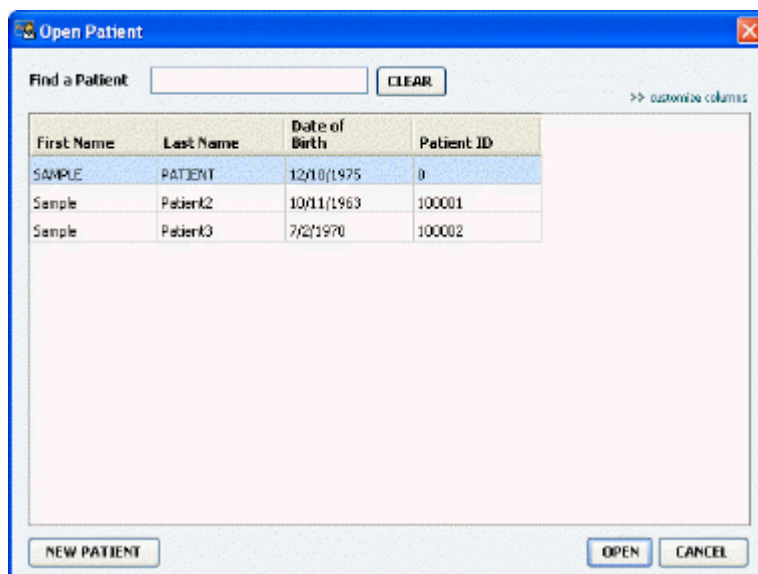 Open Patient
Find a Patient CLEAR
>> customize columns
First Name Last Name Date of Birth Patient ID
SAMPLE PATIENT 12/10/1975 0
Sample Patient2 10/11/1963 100001
Sample Patient3 7/2/1970 100002
NEW PATIENT OPEN CANCEL